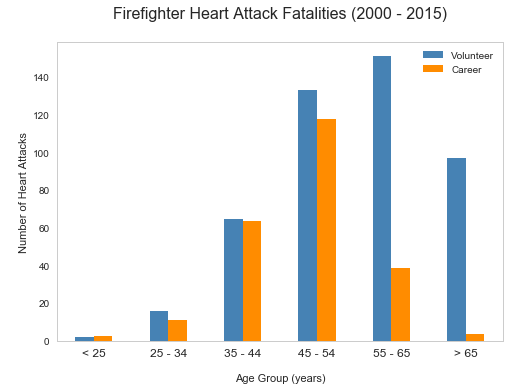 Firefighter Heart Attack Fatalities (2000 - 2015)
Volunteer
Career
Number of Heart Attacks
140
120
100
80
60
40
20
0
< 25
25 - 34
35 - 44
45 - 54
55 - 65
> 65
Age Group (years)